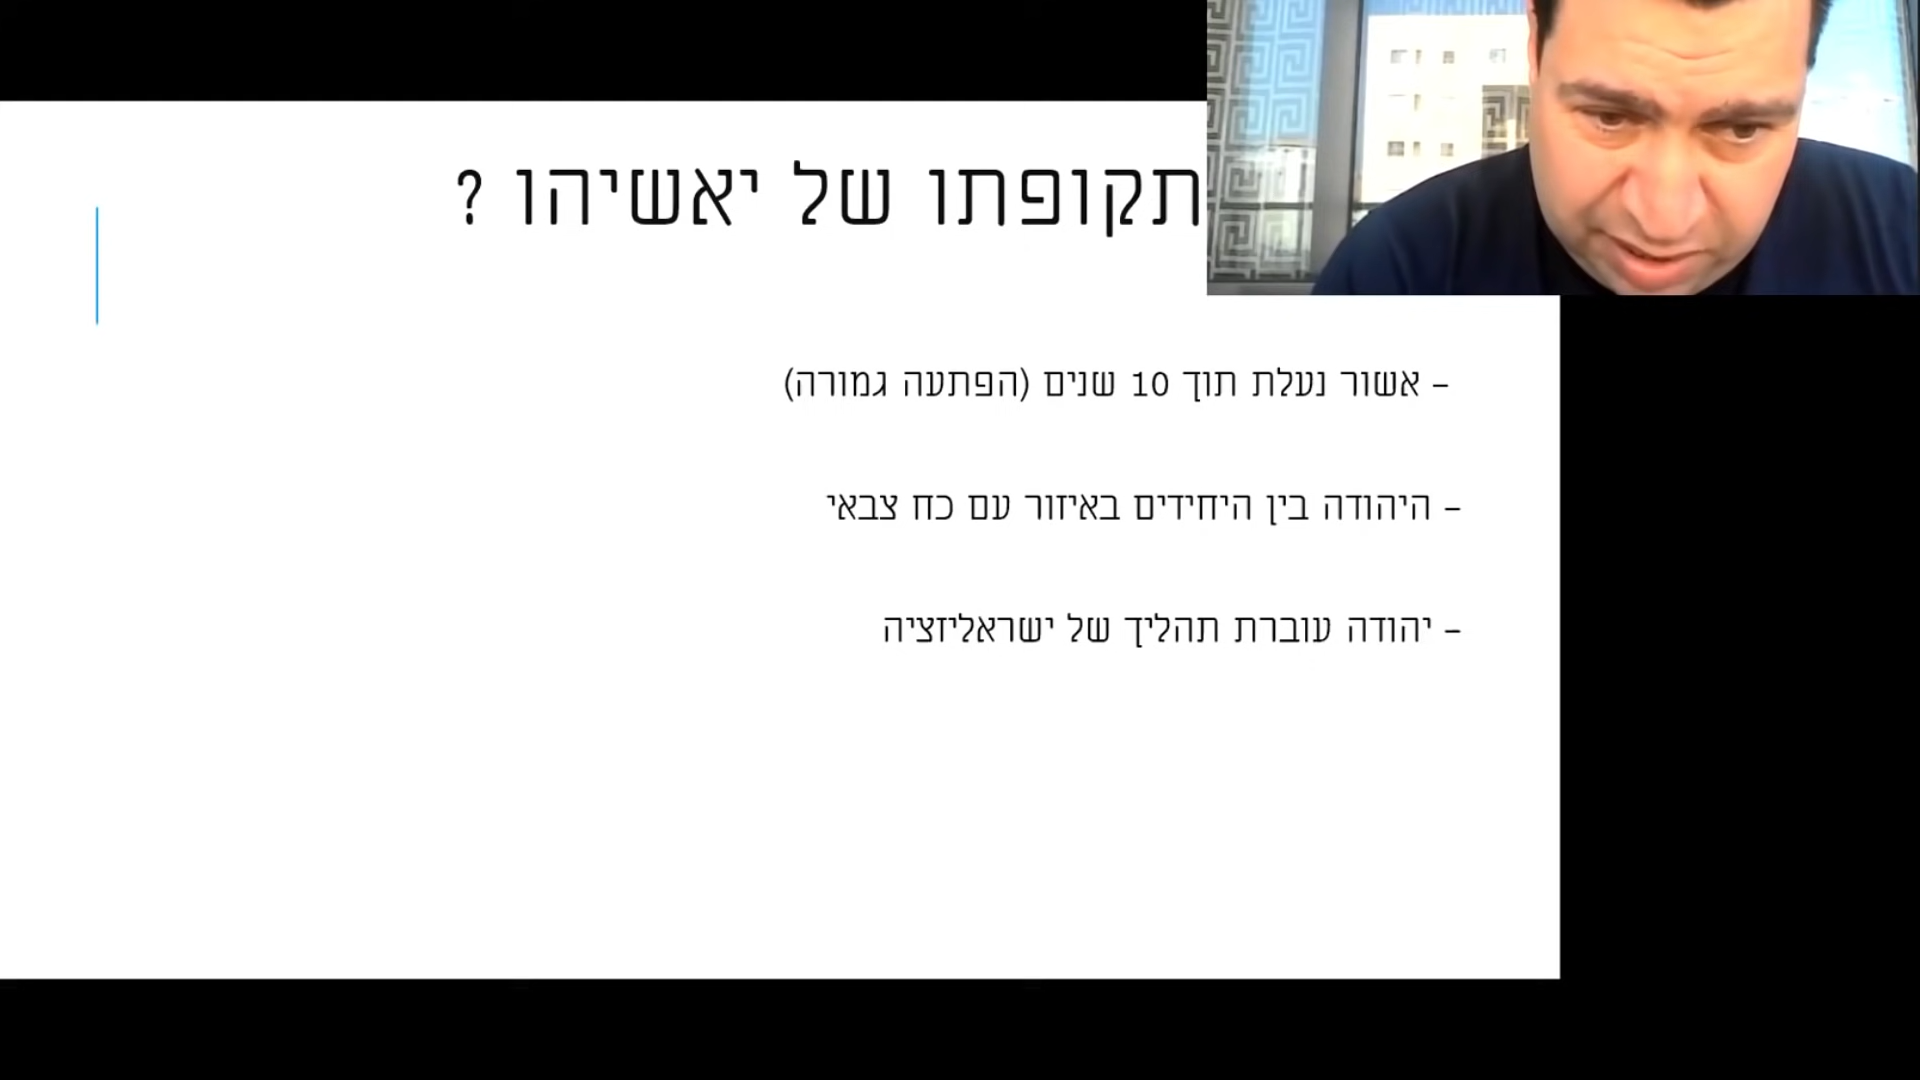 תקופתו של יאשיהו ?
– אשור נעלת תוך 10 שנים (הפתעה גמורה)
– היהודה בין היחידים באיזור עם כח צבאי
– יהודה עוברת תהליך של ישראליזציה